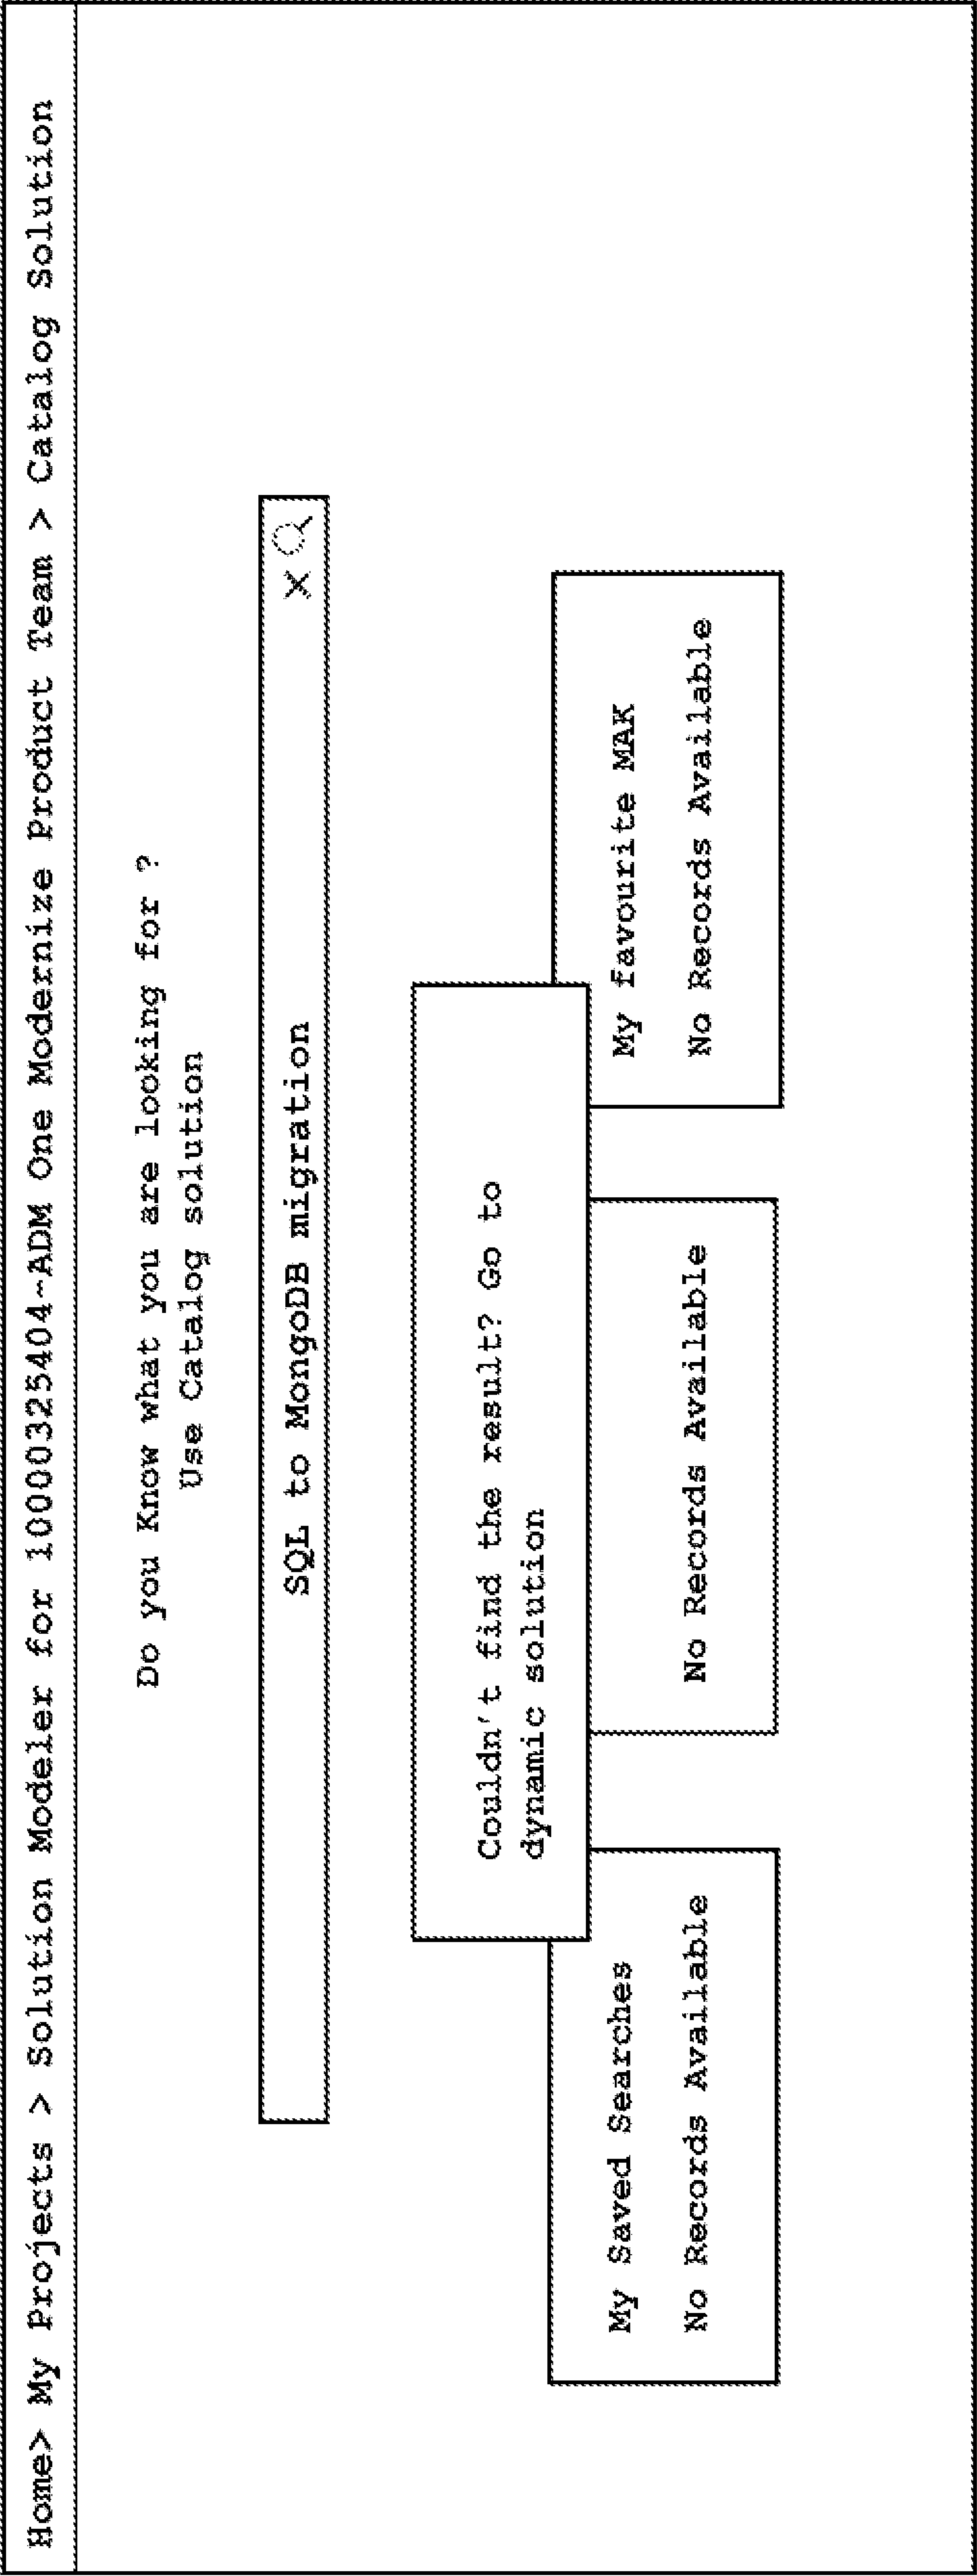 Home> My Projects > Solution Modeler for 1000325404-ADM One Modernize Product Team > Catalog Solution
Do you Know what you are looking for ?
Use Catalog solution
SQL to MongoDB migration
Couldn't find the result? Go to
dynamic solution
My Saved Searches
No Records Available
No Records Available
My favourite MAK
No Records Available